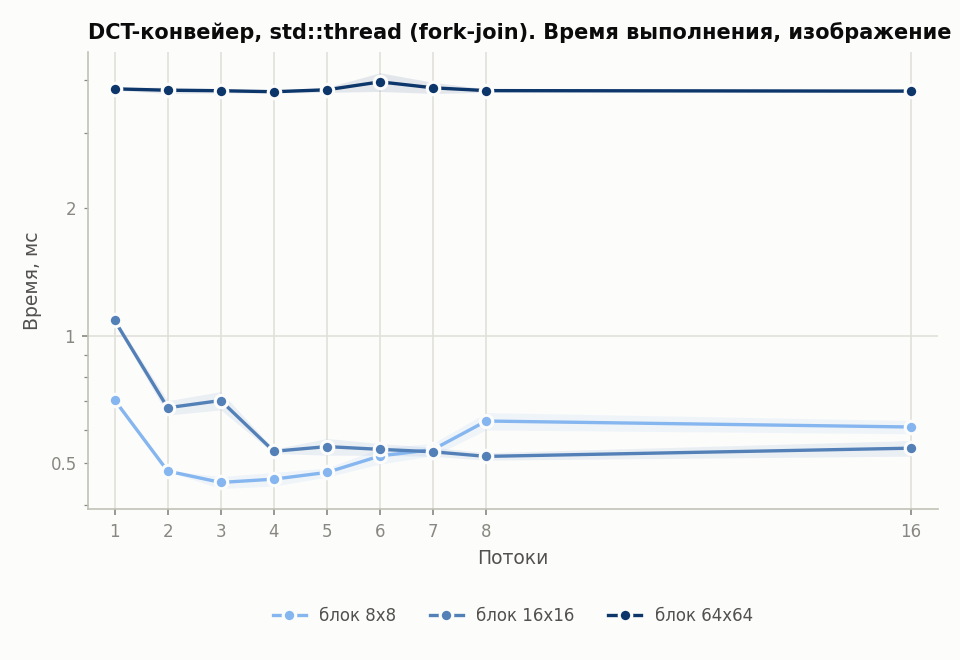 DCT-конвейер, std::thread (fork-join). Время выполнения, изображение
Время, мс
2
1
0.5
1 2 3 4 5 6 7 8 16
Потоки
блок 8x8 блок 16x16 блок 64x64